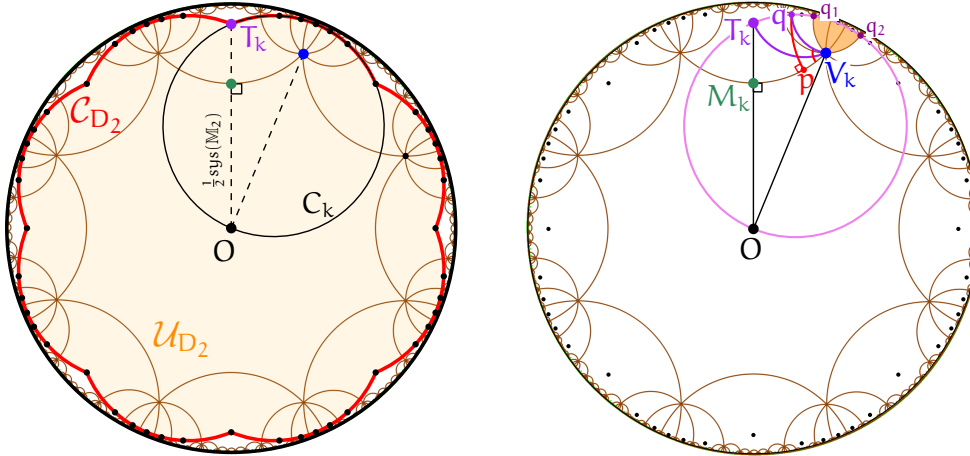 T_k
𝒞_{D_2}
½ sys(𝕄_2)
C_k
O
𝒰_{D_2}
T_k
q
q_1
q_2
p
V_k
M_k
O